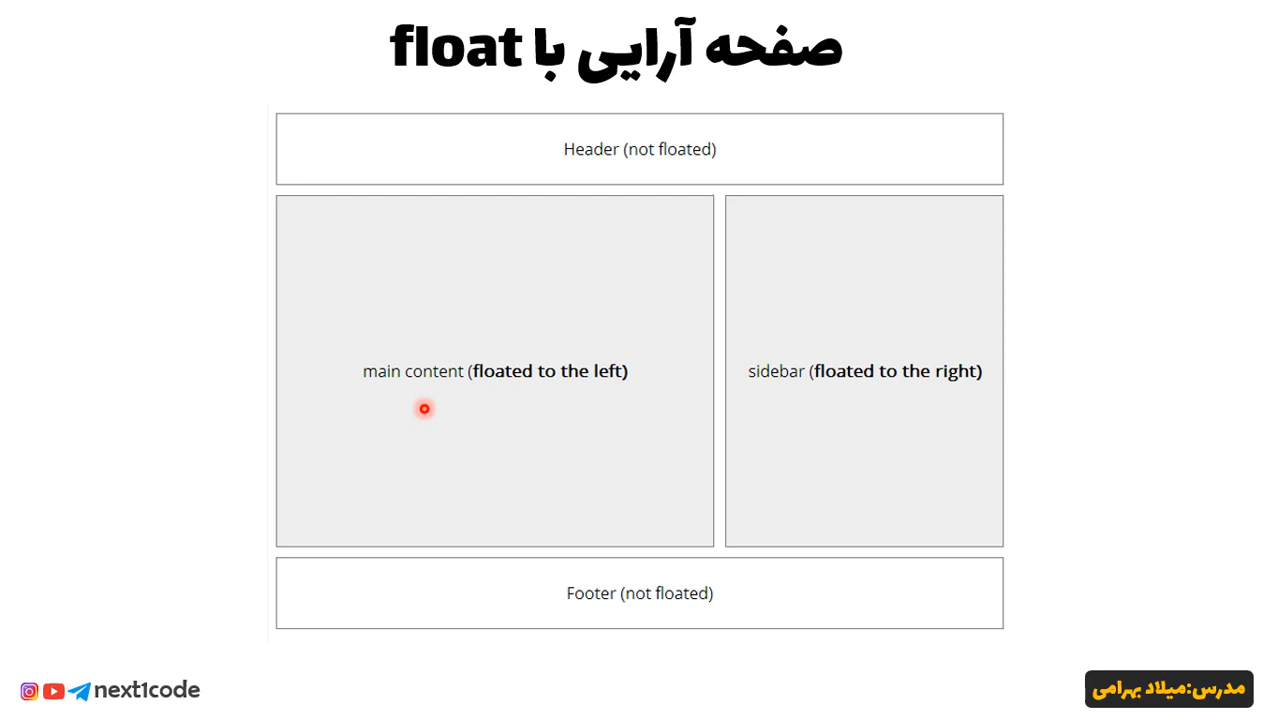 صفحه آرایی با float
Header (not floated)
main content (floated to the left)
sidebar (floated to the right)
Footer (not floated)
next1code
مدرس:میلاد بهرامی